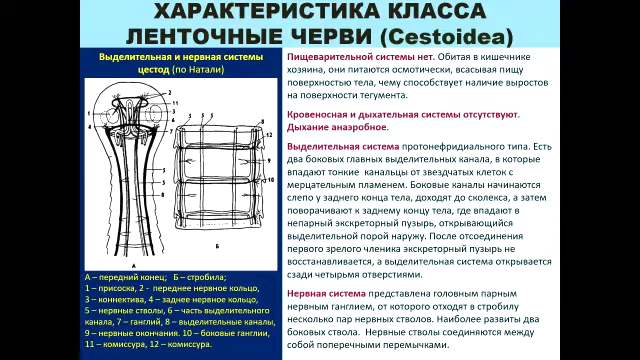 ХАРАКТЕРИСТИКА КЛАССА
ЛЕНТОЧНЫЕ ЧЕРВИ (Cestoidea)
Выделительная и нервная системы
цестод (по Натали)
А
Б
А – передний конец; Б – стробила;
1 – присоска, 2 - переднее нервное кольцо,
3 – коннектива, 4 – заднее нервное кольцо,
5 – нервные стволы, 6 – часть выделительного
канала, 7 – ганглий, 8 – выделительные каналы,
9 – нервные окончания. 10 – боковые ганглии,
11 – комиссура, 12 – комиссура.
Пищеварительной системы нет. Обитая в кишечнике
хозяина, они питаются осмотически, всасывая пищу
поверхностью тела, чему способствует наличие выростов
на поверхности тегумента.
Кровеносная и дыхательная системы отсутствуют.
Дыхание анаэробное.
Выделительная система протонефридиального типа. Есть
два боковых главных выделительных канала, в которые
впадают тонкие канальцы от звездчатых клеток с
мерцательным пламенем. Боковые каналы начинаются
слепо у заднего конца тела, доходят до сколекса, а затем
поворачивают к заднему концу тела, где впадают в
непарный экскреторный пузырь, открывающийся
выделительной порой наружу. После отсоединения
первого зрелого членика экскреторный пузырь не
восстанавливается, а выделительная система открывается
сзади четырьмя отверстиями.
Нервная система представлена головным парным
нервным ганглием, от которого отходят в стробилу
несколько пар нервных стволов. Наиболее развиты два
боковых ствола. Нервные стволы соединяются между
собой поперечными перемычками.